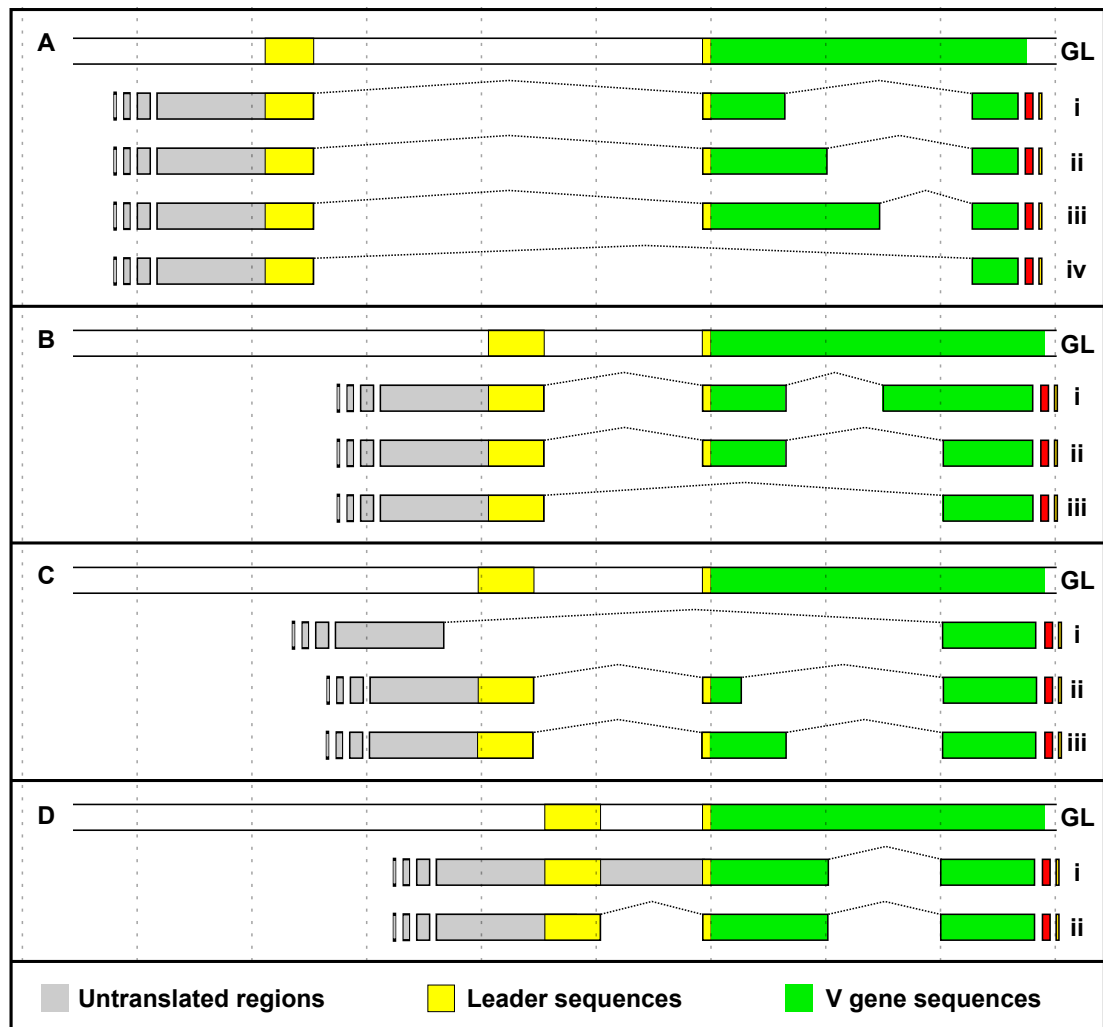 A GL
i
ii
iii
iv
B GL
i
ii
iii
C GL
i
ii
iii
D GL
i
ii
Untranslated regions Leader sequences V gene sequences